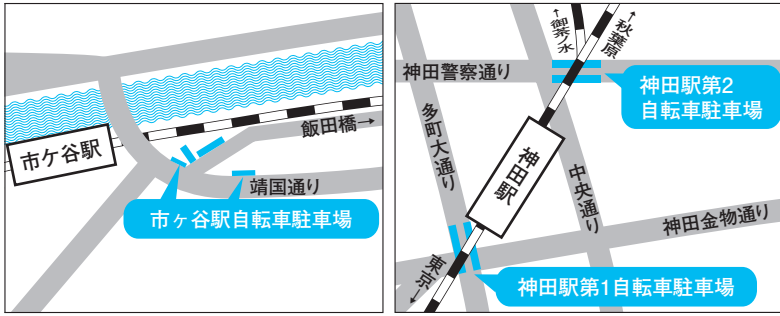 市ケ谷駅
飯田橋→
靖国通り
市ヶ谷駅自転車駐車場
←御茶ノ水
←秋葉原
神田警察通り
神田駅第2
自転車駐車場
多町大通り
神田駅
中央通り
神田金物通り
東京→
神田駅第1自転車駐車場